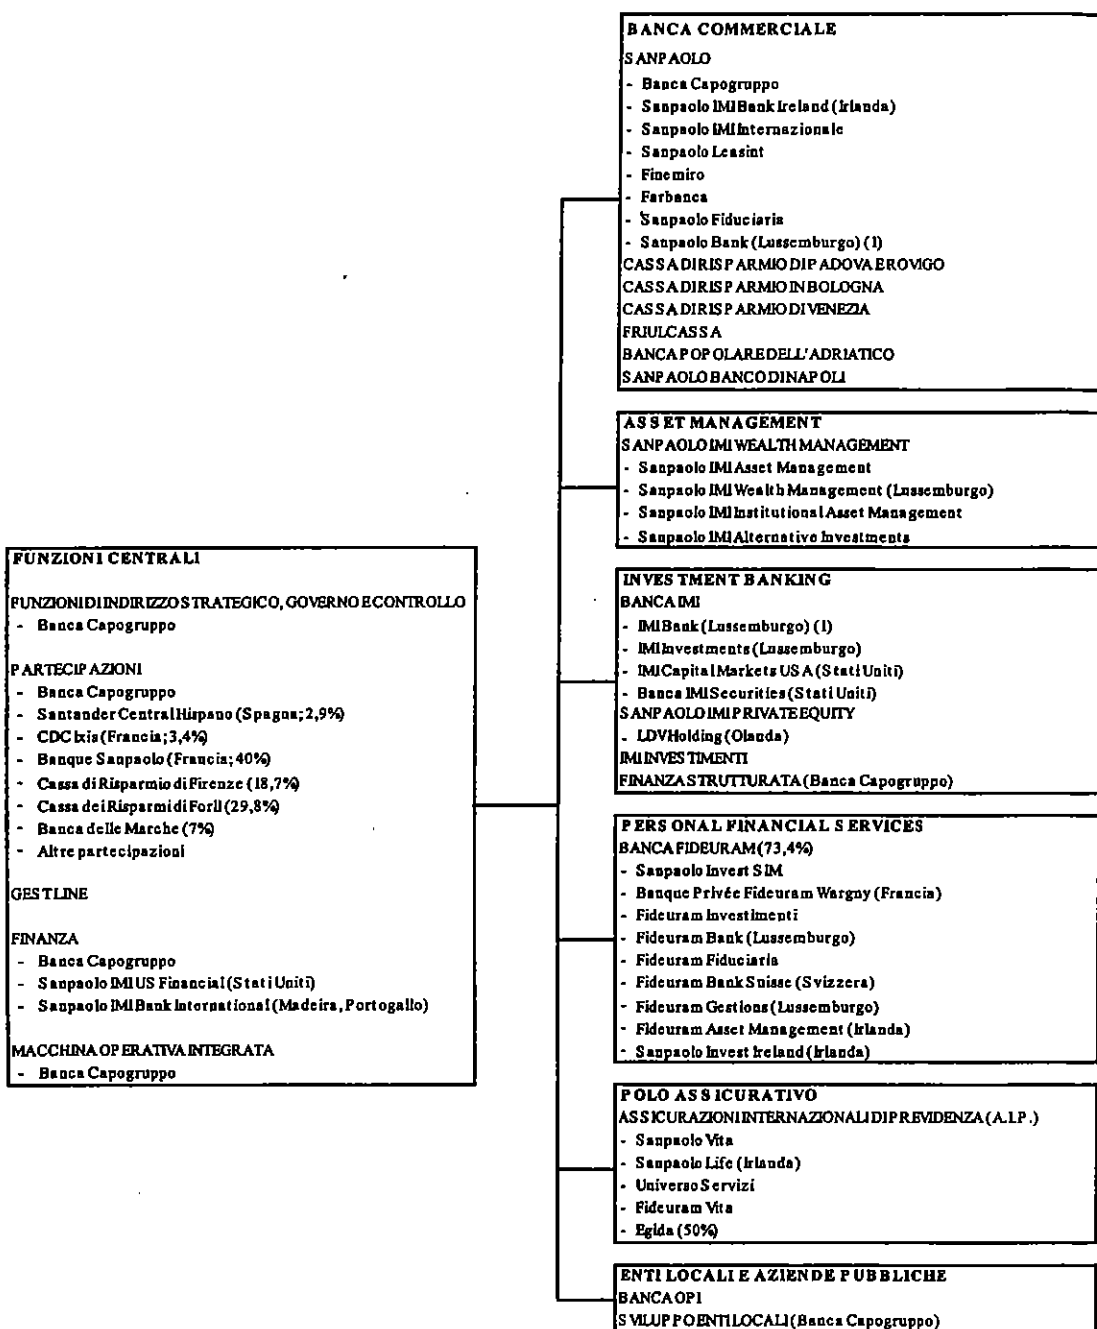 BANCA COMMERCIALE
SANPAOLO
- Banca Capogruppo
- Sanpaolo IMI Bank Ireland (Irlanda)
- Sanpaolo IMI Internazionale
- Sanpaolo Leasint
- Finemiro
- Farbanca
- Sanpaolo Fiduciaria
- Sanpaolo Bank (Lussemburgo) (1)
CASSA DI RISPARMIO DI PADOVA E ROVIGO
CASSA DI RISPARMIO IN BOLOGNA
CASSA DI RISPARMIO DI VENEZIA
FRIULCASSA
BANCA POPOLARE DELL'ADRIATICO
SANPAOLO BANCO DI NAPOLI
ASSET MANAGEMENT
SANPAOLO IMI WEALTH MANAGEMENT
- Sanpaolo IMI Asset Management
- Sanpaolo IMI Wealth Management (Lussemburgo)
- Sanpaolo IMI Institutional Asset Management
- Sanpaolo IMI Alternative Investments
FUNZIONI CENTRALI
FUNZIONI DI INDIRIZZO STRATEGICO, GOVERNO E CONTROLLO
- Banca Capogruppo
PARTECIPAZIONI
- Banca Capogruppo
- Santander Central Hispano (Spagna; 2,9%)
- CDC Ixis (Francia; 3,4%)
- Banque Sanpaolo (Francia; 40%)
- Cassa di Risparmio di Firenze (18,7%)
- Cassa dei Risparmi di Forlì (29,8%)
- Banca delle Marche (7%)
- Altre partecipazioni
GESTLINE
FINANZA
- Banca Capogruppo
- Sanpaolo IMI US Financial (Stati Uniti)
- Sanpaolo IMI Bank International (Madeira, Portogallo)
MACCHINA OPERATIVA INTEGRATA
- Banca Capogruppo
INVESTMENT BANKING
BANCA IMI
- IMI Bank (Lussemburgo) (1)
- IMI Investments (Lussemburgo)
- IMI Capital Markets USA (Stati Uniti)
- Banca IMI Securities (Stati Uniti)
SANPAOLO IMI PRIVATE EQUITY
- LDV Holding (Olanda)
IMI INVESTIMENTI
FINANZA STRUTTURATA (Banca Capogruppo)
PERSONAL FINANCIAL SERVICES
BANCA FIDEURAM (73,4%)
- Sanpaolo Invest SIM
- Banque Privée Fideuram Wargny (Francia)
- Fideuram Investimenti
- Fideuram Bank (Lussemburgo)
- Fideuram Fiduciaria
- Fideuram Bank Suisse (Svizzera)
- Fideuram Gestions (Lussemburgo)
- Fideuram Asset Management (Irlanda)
- Sanpaolo Invest Ireland (Irlanda)
POLO ASSICURATIVO
ASSICURAZIONI INTERNAZIONALI DI PREVIDENZA (A.I.P.)
- Sanpaolo Vita
- Sanpaolo Life (Irlanda)
- Universo Servizi
- Fideuram Vita
- Egida (50%)
ENTI LOCALI E AZIENDE PUBBLICHE
BANCA OPI
SVILUPPO ENTI LOCALI (Banca Capogruppo)